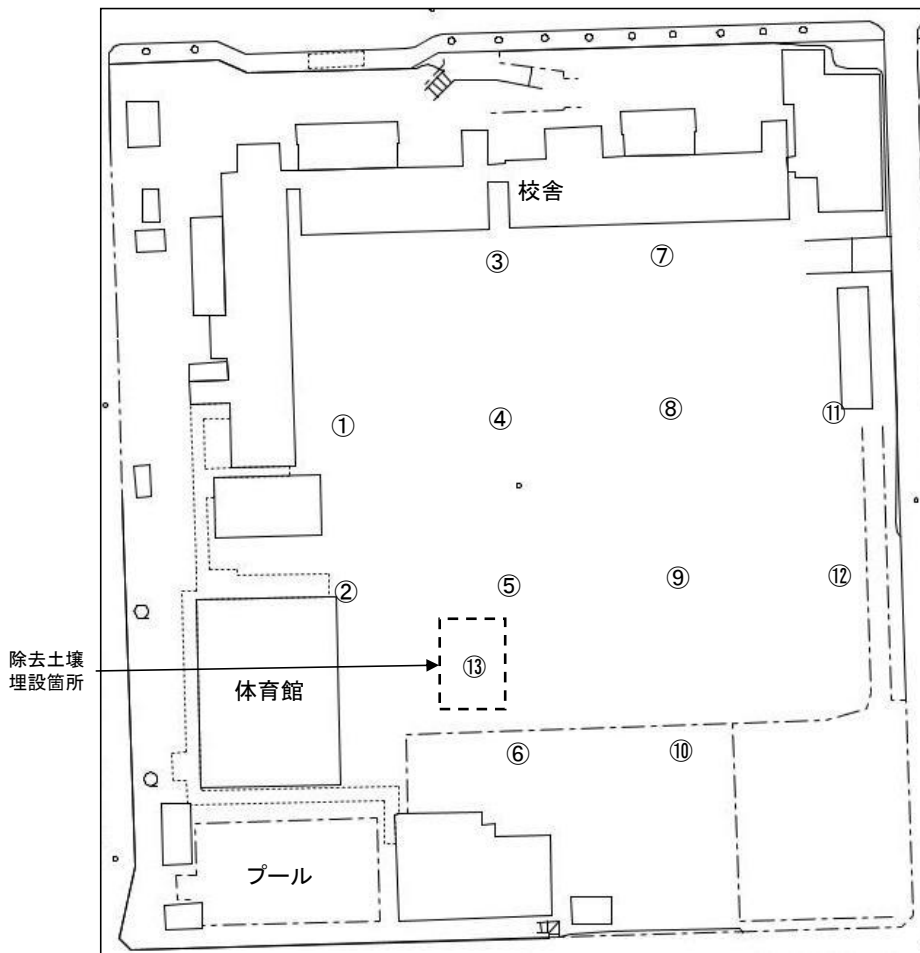 校舎
③
⑦
①
④
⑧
⑪
②
⑤
⑨
⑫
除去土壌
埋設箇所
⑬
体育館
⑥
⑩
プール